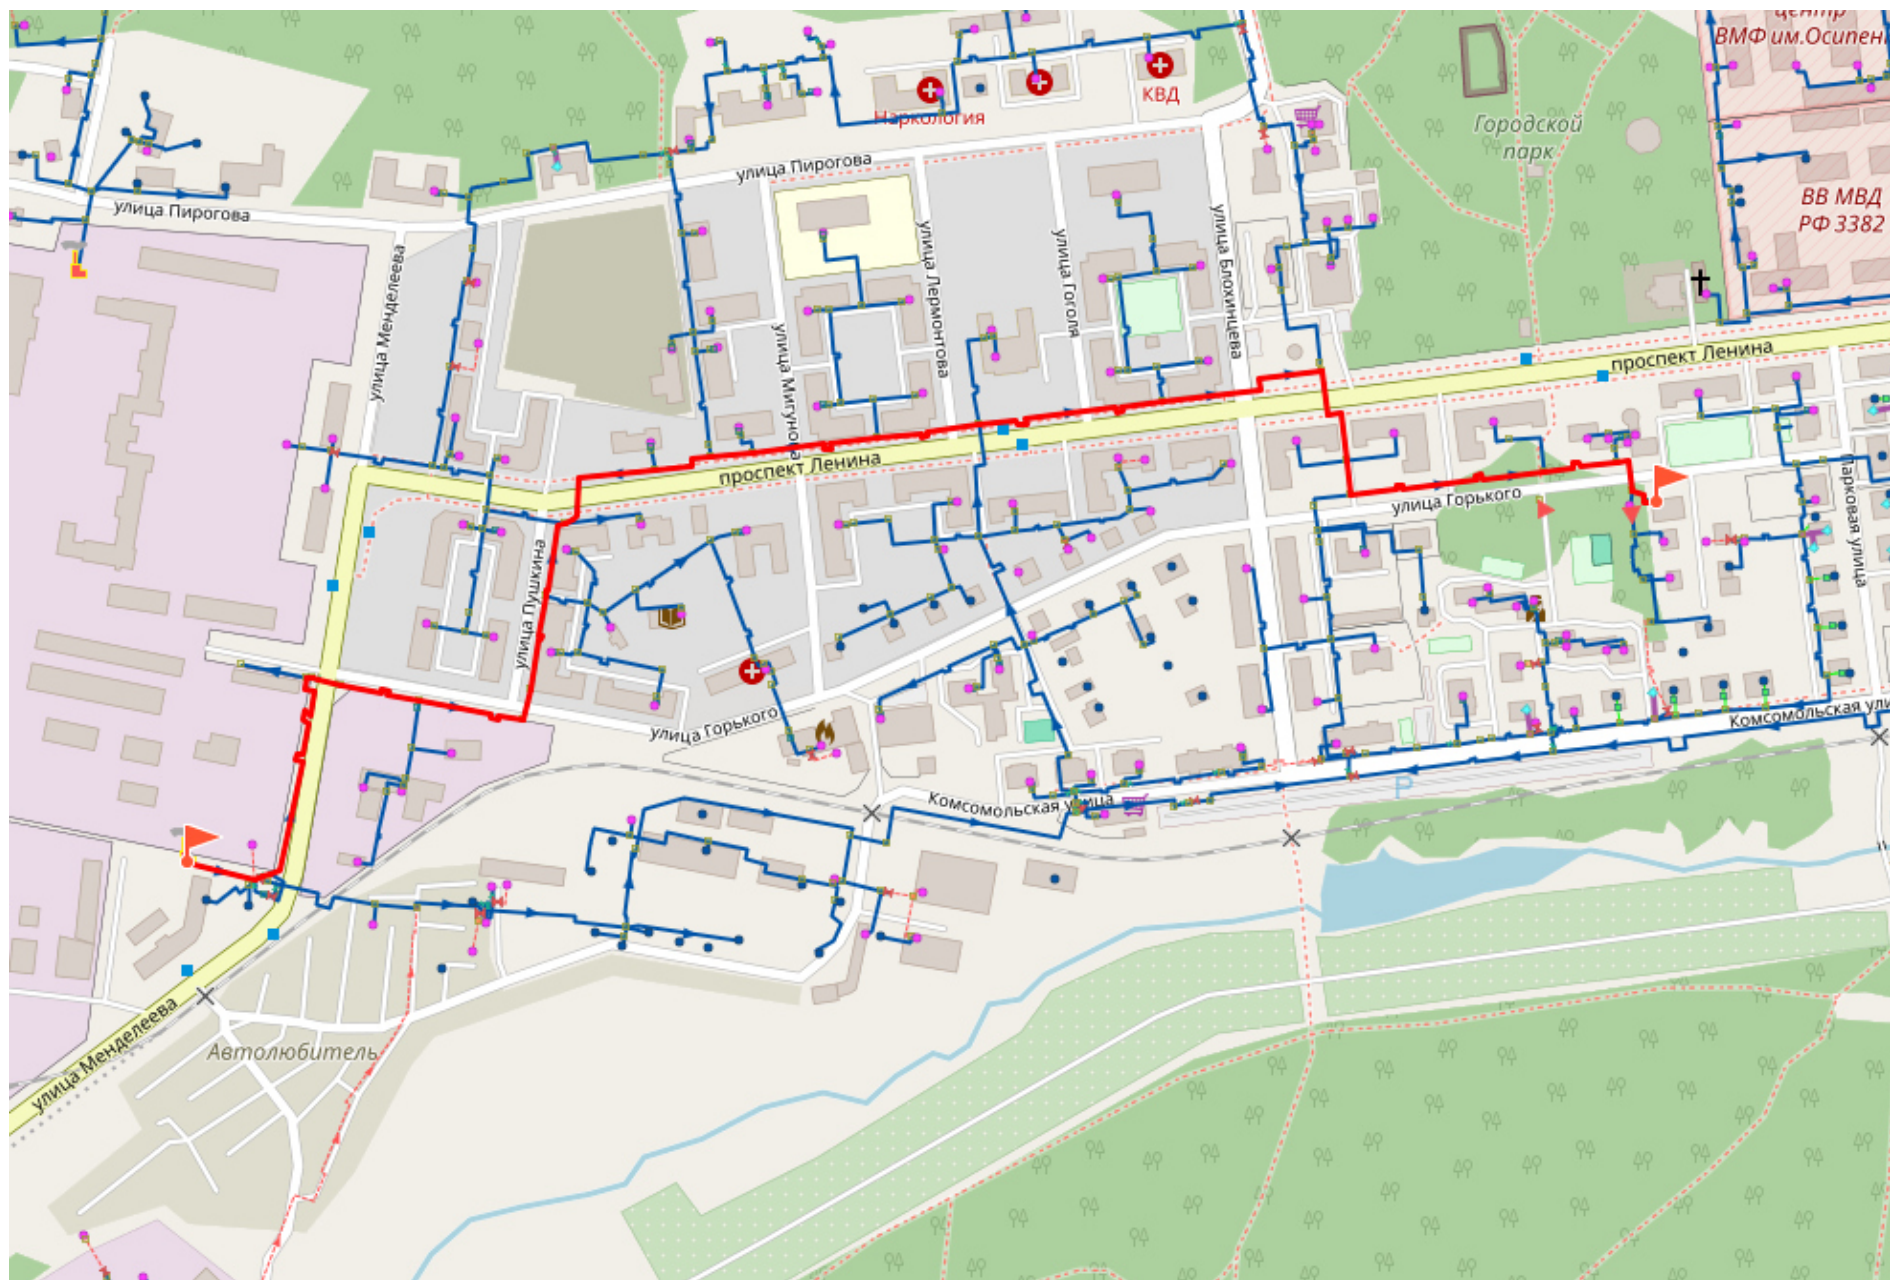 центр
ВМФ им.Осипен
КВД
Наркология
Городской
парк
улица Пирогова
ВВ МВД
РФ 3382
улица Пирогова
улица Менделеева
улица Лермонтова
улица Гоголя
улица Блохинцева
улица Мигунова
проспект Ленина
проспект Ленина
улица Горького
Парковая улица
улица Пушкина
улица Горького
Комсомольская ули
Комсомольская улица
P
улица Менделеева
Автолюбитель